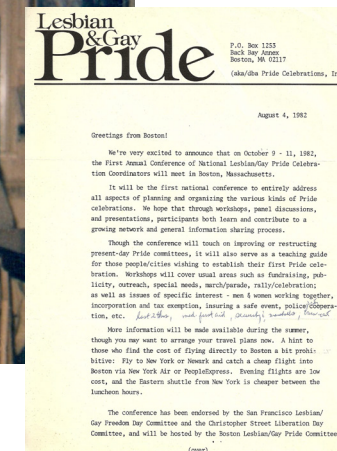 Lesbian
& Gay
Pride
P.O. Box 1253
Back Bay Annex
Boston, MA 02117
(aka/dba Pride Celebrations, In
August 4, 1982
Greetings from Boston!
We're very excited to announce that on October 9 - 11, 1982,
the First Annual Conference of National Lesbian/Gay Pride Celebra-
tion Coordinators will meet in Boston, Massachusetts.
It will be the first national conference to entirely address
all aspects of planning and organizing the various kinds of Pride
celebrations. We hope that through workshops, panel discussions,
and presentations, participants both learn and contribute to a
growing network and general information sharing process.
Though the conference will touch on improving or restructing
present-day Pride committees, it will also serve as a teaching guide
for those people/cities wishing to establish their first Pride cele-
bration. Workshops will cover usual areas such as fundraising, pub-
licity, outreach, special needs, march/parade, rally/celebration;
as well as issues of specific interest - men & women working together,
incorporation and tax exemption, insuring a safe event, police coopera-
tion, etc. first aid,
More information will be made available during the summer,
though you may want to arrange your travel plans now. A hint to
those who find the cost of flying directly to Boston a bit prohi-
bitive: Fly to New York or Newark and catch a cheap flight into
Boston via New York Air or PeopleExpress. Evening flights are low
cost, and the Eastern shuttle from New York is cheaper between the
luncheon hours.
The conference has been endorsed by the San Francisco Lesbian/
Gay Freedom Day Committee and the Christopher Street Liberation Day
Committee, and will be hosted by the Boston Lesbian/Gay Pride Committee
(over)